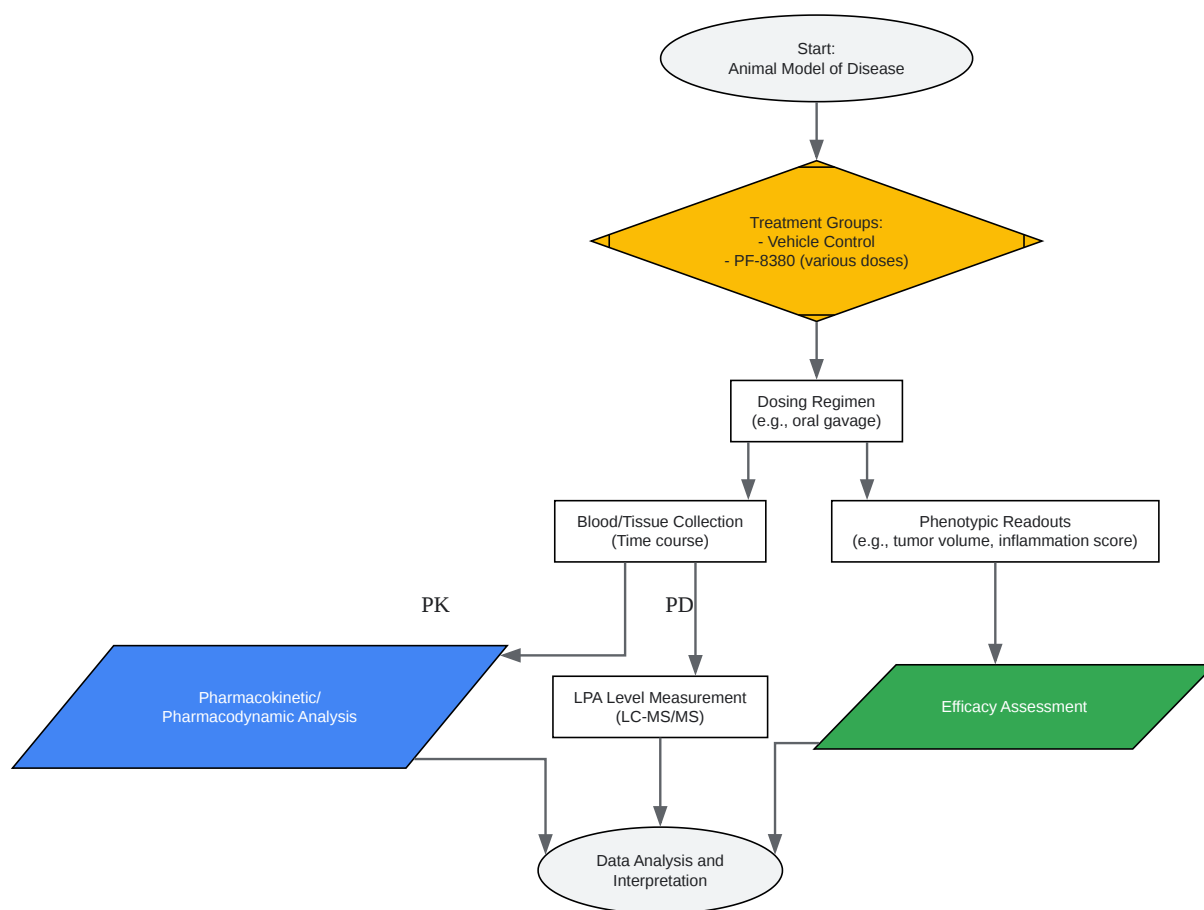 Start:
Animal Model of Disease
Treatment Groups:
- Vehicle Control
- PF-8380 (various doses)
Dosing Regimen
(e.g., oral gavage)
Blood/Tissue Collection
(Time course)
Phenotypic Readouts
(e.g., tumor volume, inflammation score)
PK
PD
Pharmacokinetic/
Pharmacodynamic Analysis
LPA Level Measurement
(LC-MS/MS)
Efficacy Assessment
Data Analysis and
Interpretation